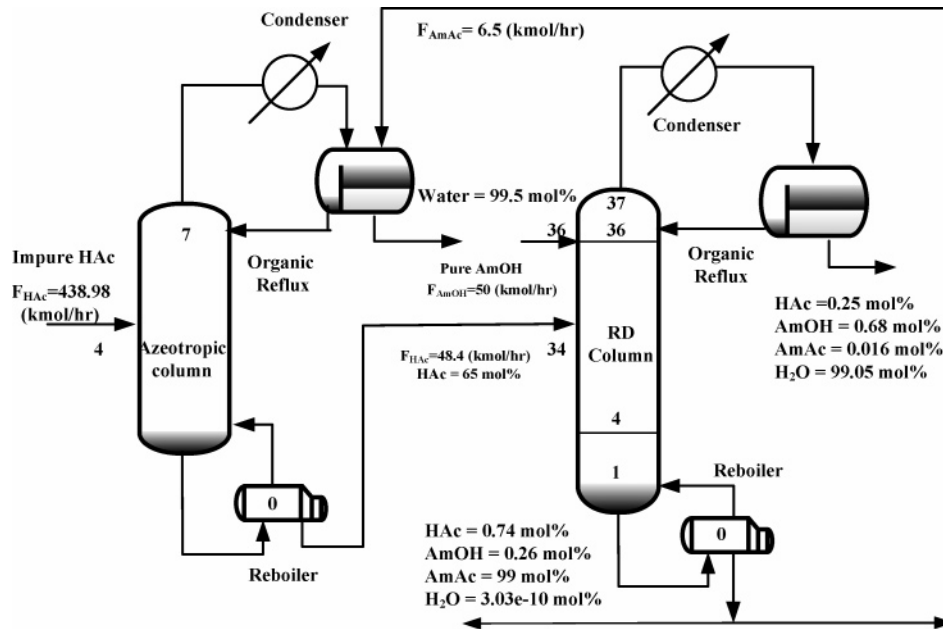 Condenser
F_AmAc= 6.5 (kmol/hr)
Condenser
Water = 99.5 mol%
7
37
36
36
Impure HAc
F_HAc=438.98
(kmol/hr)
4
Organic
Reflux
Pure AmOH
F_AmOH=50 (kmol/hr)
Organic
Reflux
HAc =0.25 mol%
AmOH = 0.68 mol%
AmAc = 0.016 mol%
H2O = 99.05 mol%
Azeotropic
column
F_HAc=48.4 (kmol/hr)
HAc = 65 mol%
34
RD
Column
4
1
0
Reboiler
Reboiler
0
HAc = 0.74 mol%
AmOH = 0.26 mol%
AmAc = 99 mol%
H2O = 3.03e-10 mol%